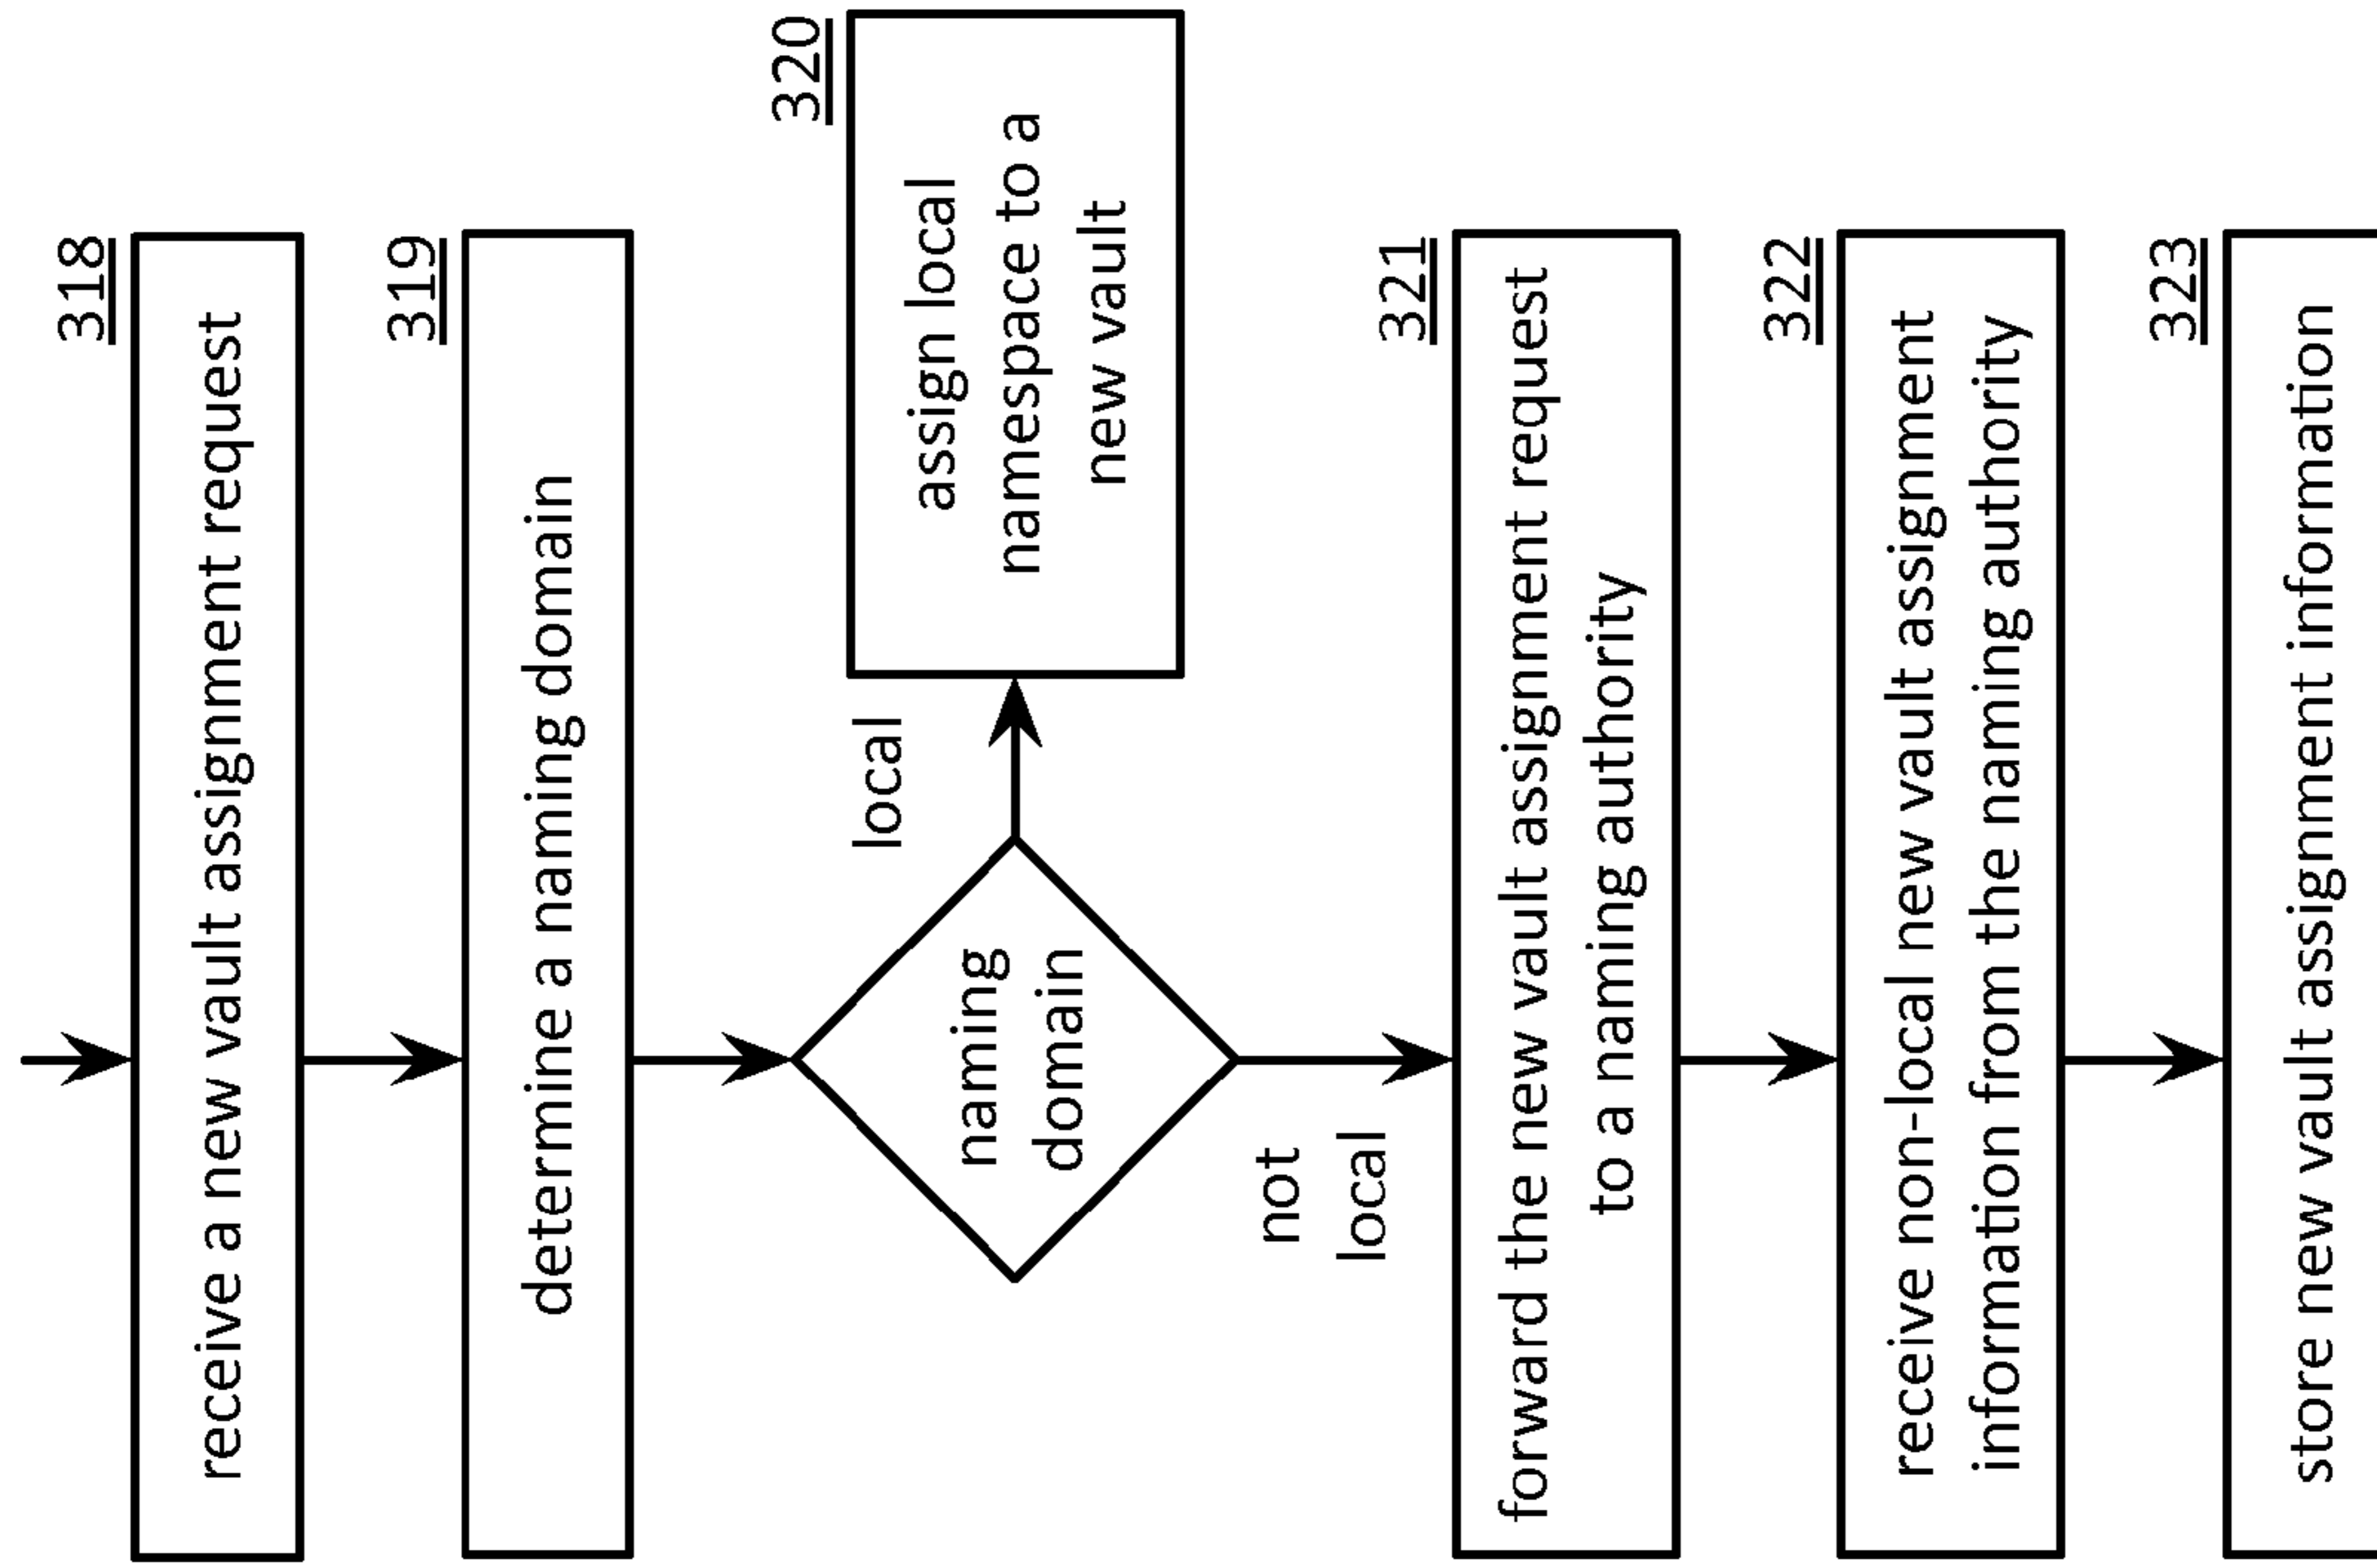 318
receive a new vault assignment request
319
determine a naming domain
naming
domain
local
320
assign local
namespace to a
new vault
not
local
321
forward the new vault assignment request
to a naming authority
322
receive non-local new vault assignment
information from the naming authority
323
store new vault assignment information